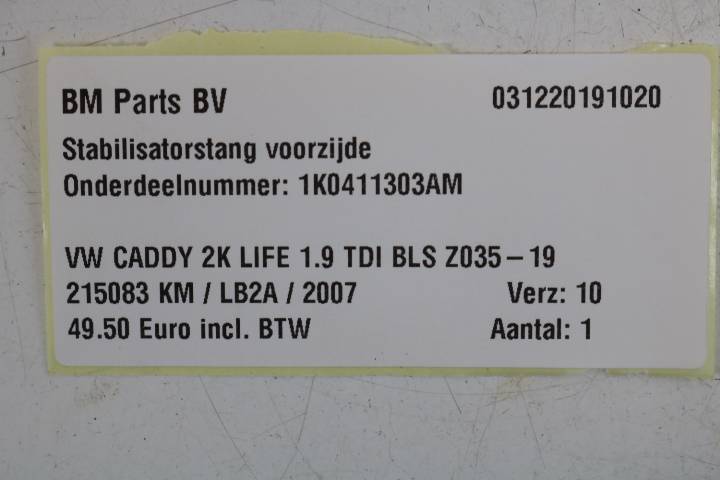 BM Parts BV 031220191020
Stabilisatorstang voorzijde
Onderdeelnummer: 1K0411303AM
VW CADDY 2K LIFE 1.9 TDI BLS Z035-19
215083 KM / LB2A / 2007 Verz: 10
49.50 Euro incl. BTW Aantal: 1